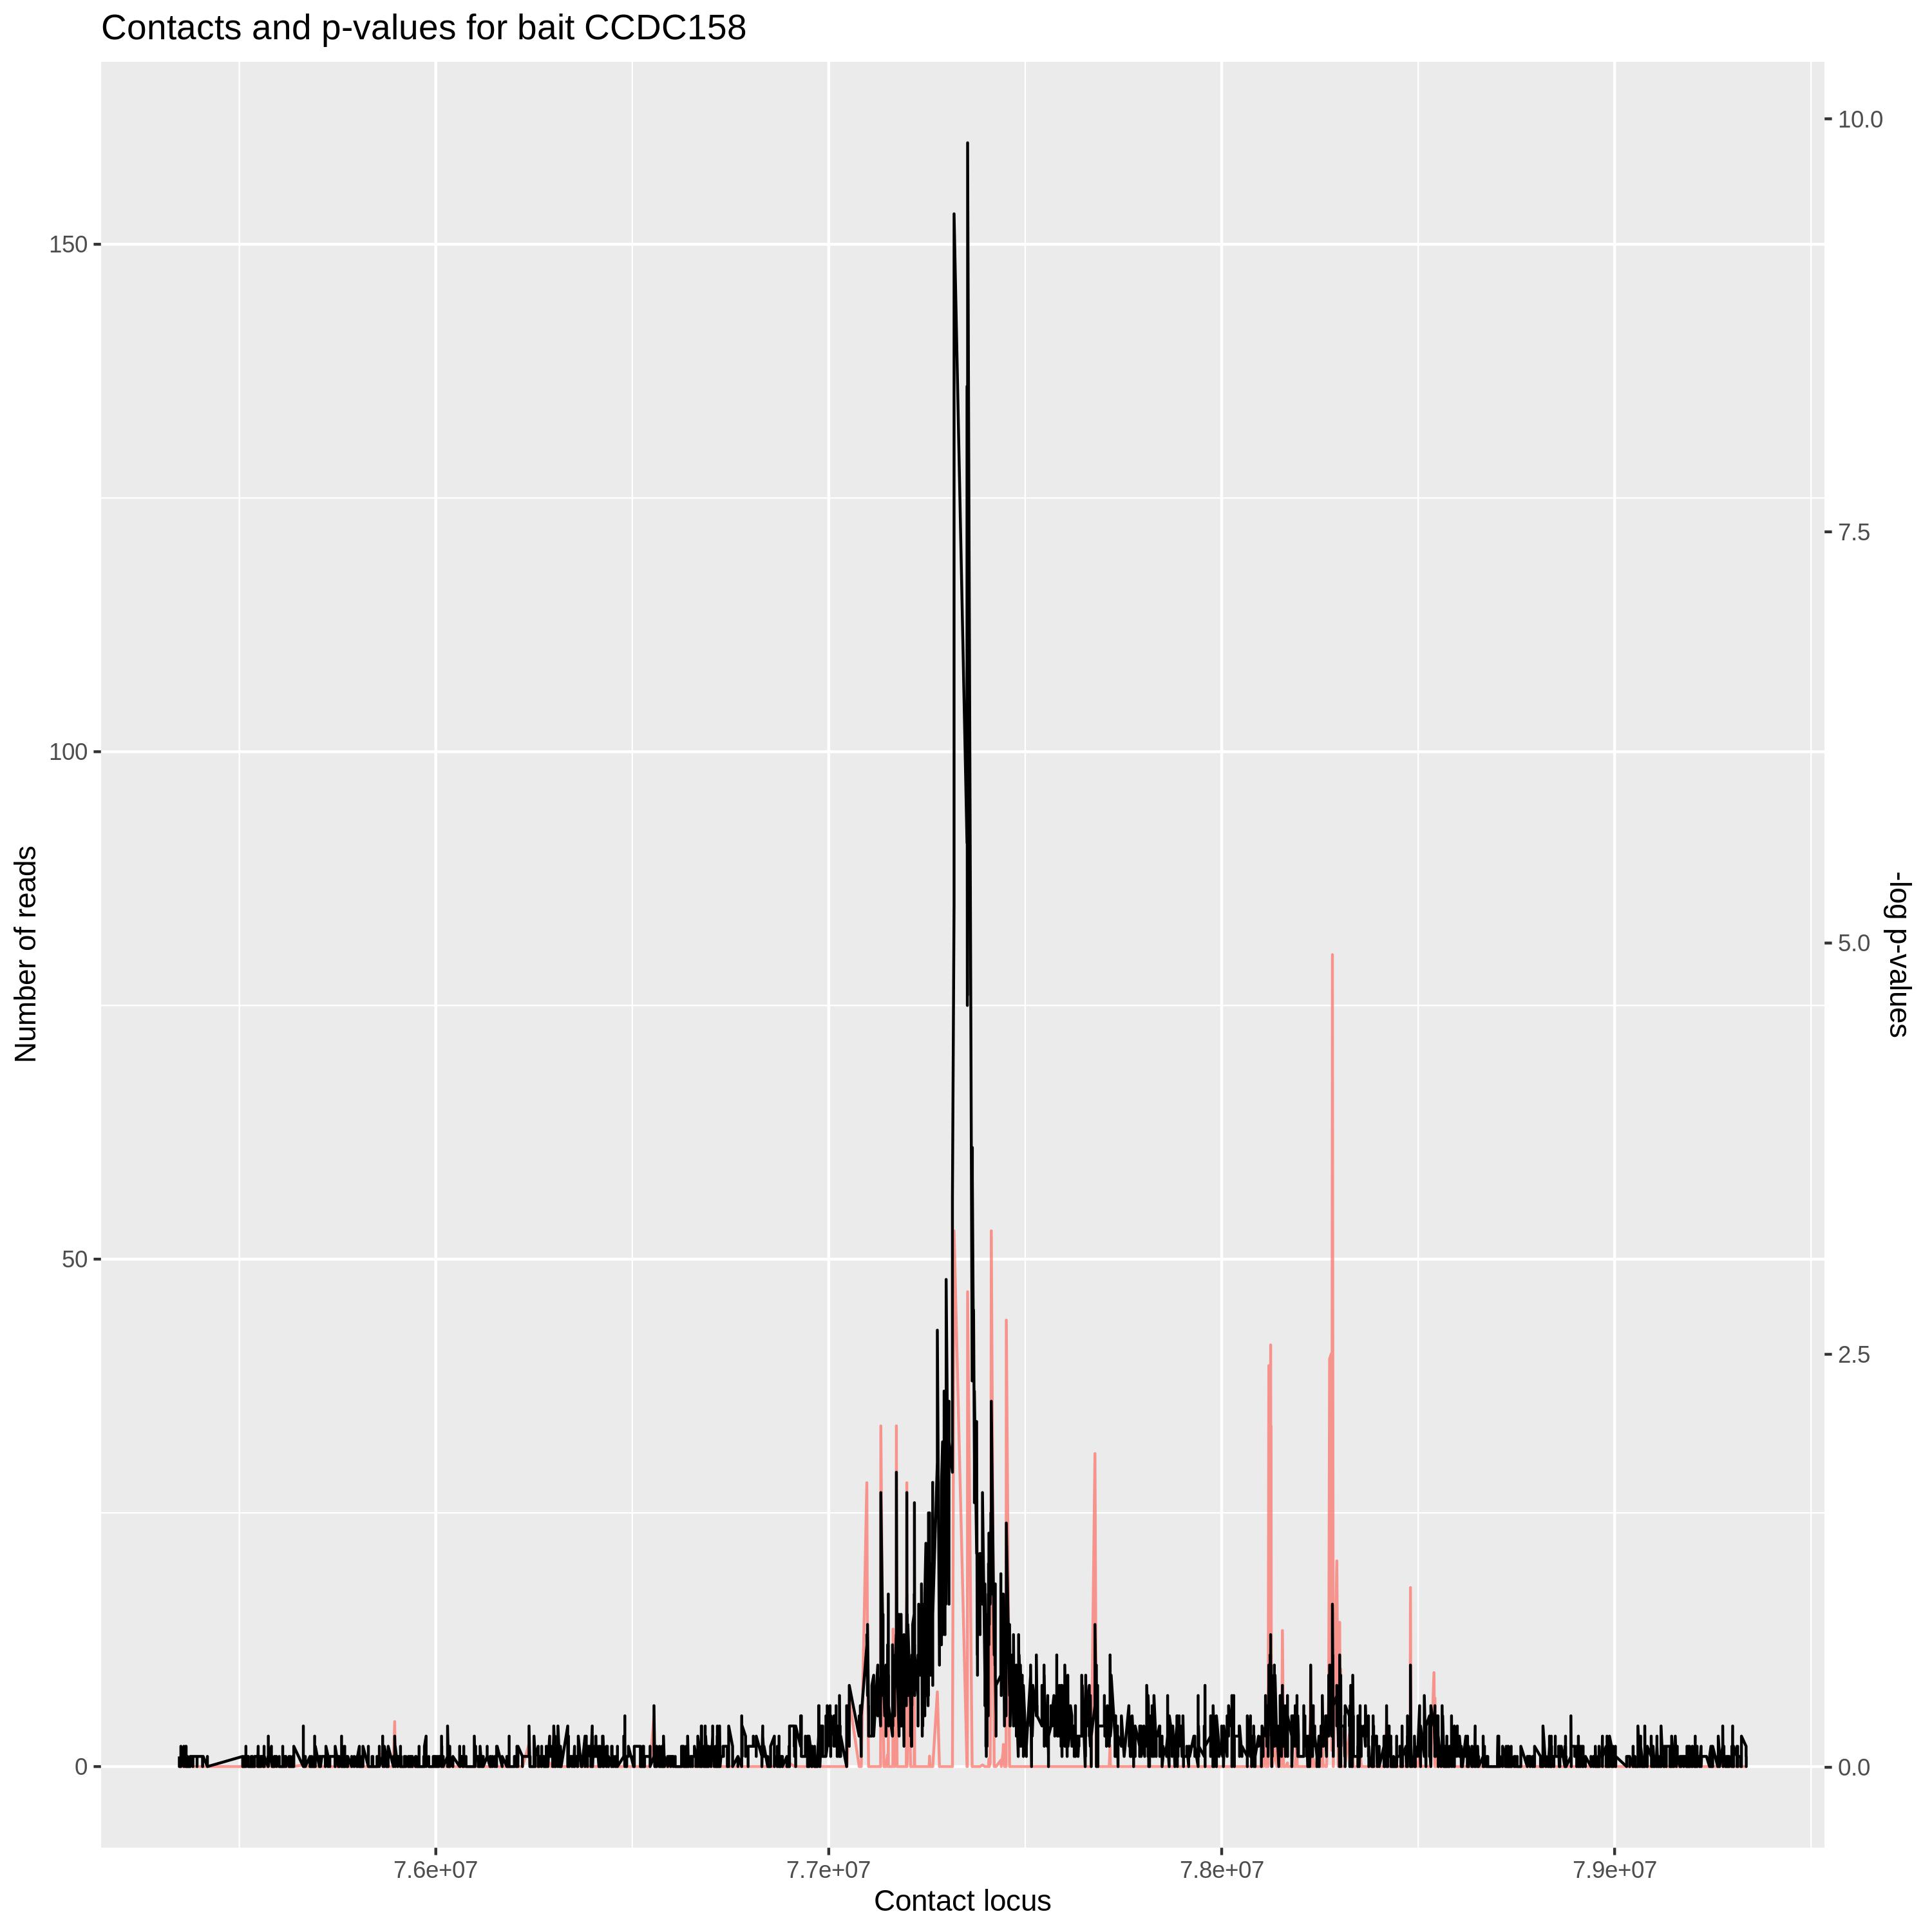 Contacts and p-values for bait CCDC158
150
100
50
0
10.0
7.5
5.0
2.5
0.0
Number of reads
-log p-values
7.6e+07
7.7e+07
7.8e+07
7.9e+07
Contact locus